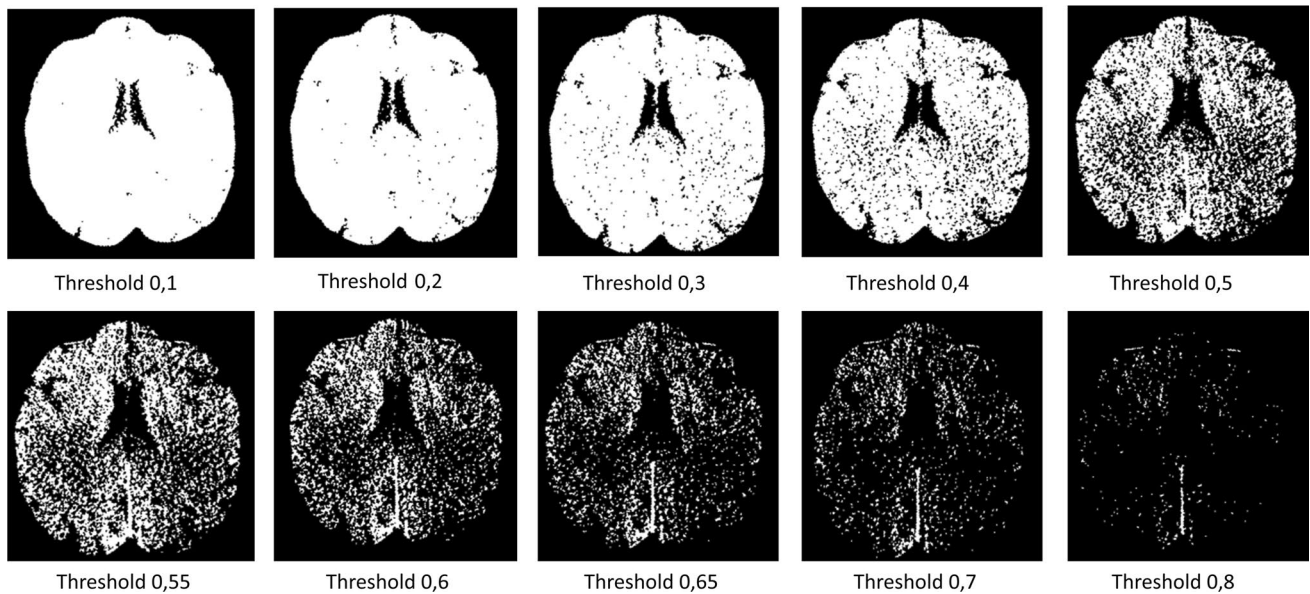 Threshold 0,1
Threshold 0,2
Threshold 0,3
Threshold 0,4
Threshold 0,5
Threshold 0,55
Threshold 0,6
Threshold 0,65
Threshold 0,7
Threshold 0,8